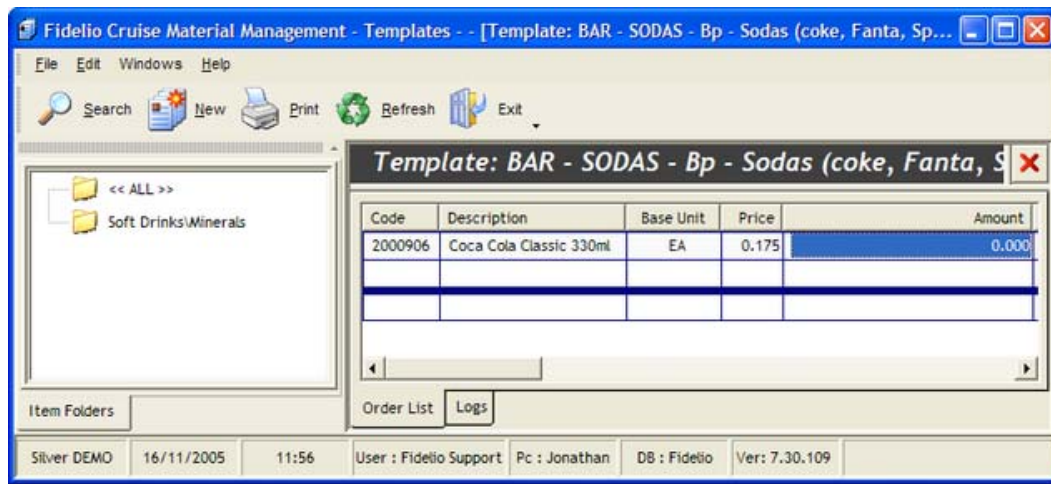 Fidelio Cruise Material Management - Templates - - [Template: BAR - SODAS - Bp - Sodas (coke, Fanta, Sp...
File Edit Windows Help
Search New Print Refresh Exit
Template: BAR - SODAS - Bp - Sodas (coke, Fanta, S
<< ALL >>
Soft Drinks\Minerals
Code Description Base Unit Price Amount
2000906 Coca Cola Classic 330ml EA 0.175 0.000
Item Folders
Order List Logs
Silver DEMO 16/11/2005 11:56 User : Fidelio Support Pc : Jonathan DB : Fidelio Ver: 7.30.109